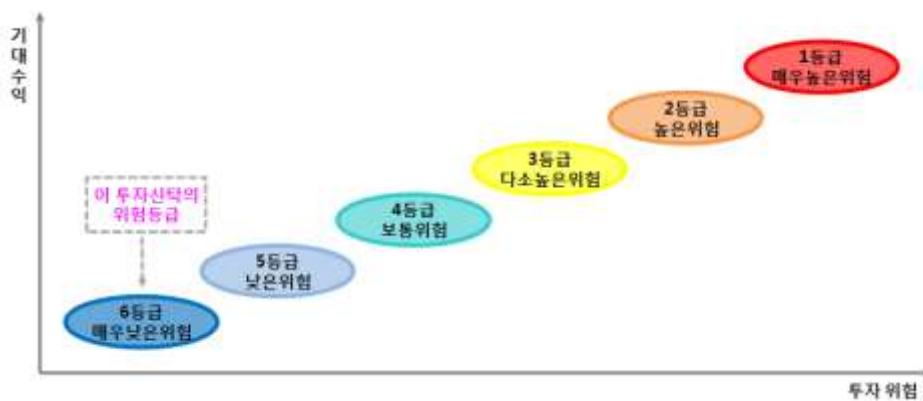 기대수익
1등급
매우높은위험
2등급
높은위험
3등급
다소높은위험
이 투자신탁의
위험등급
4등급
보통위험
5등급
낮은위험
6등급
매우낮은위험
투자 위험